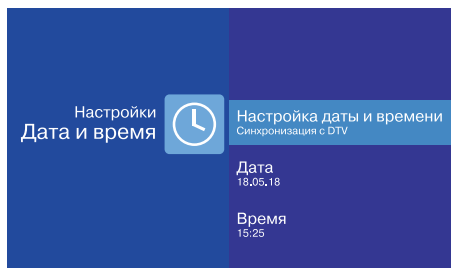 Настройки
Дата и время
Настройка даты и времени
Синхронизация с DTV
Дата
18.05.18
Время
15:25